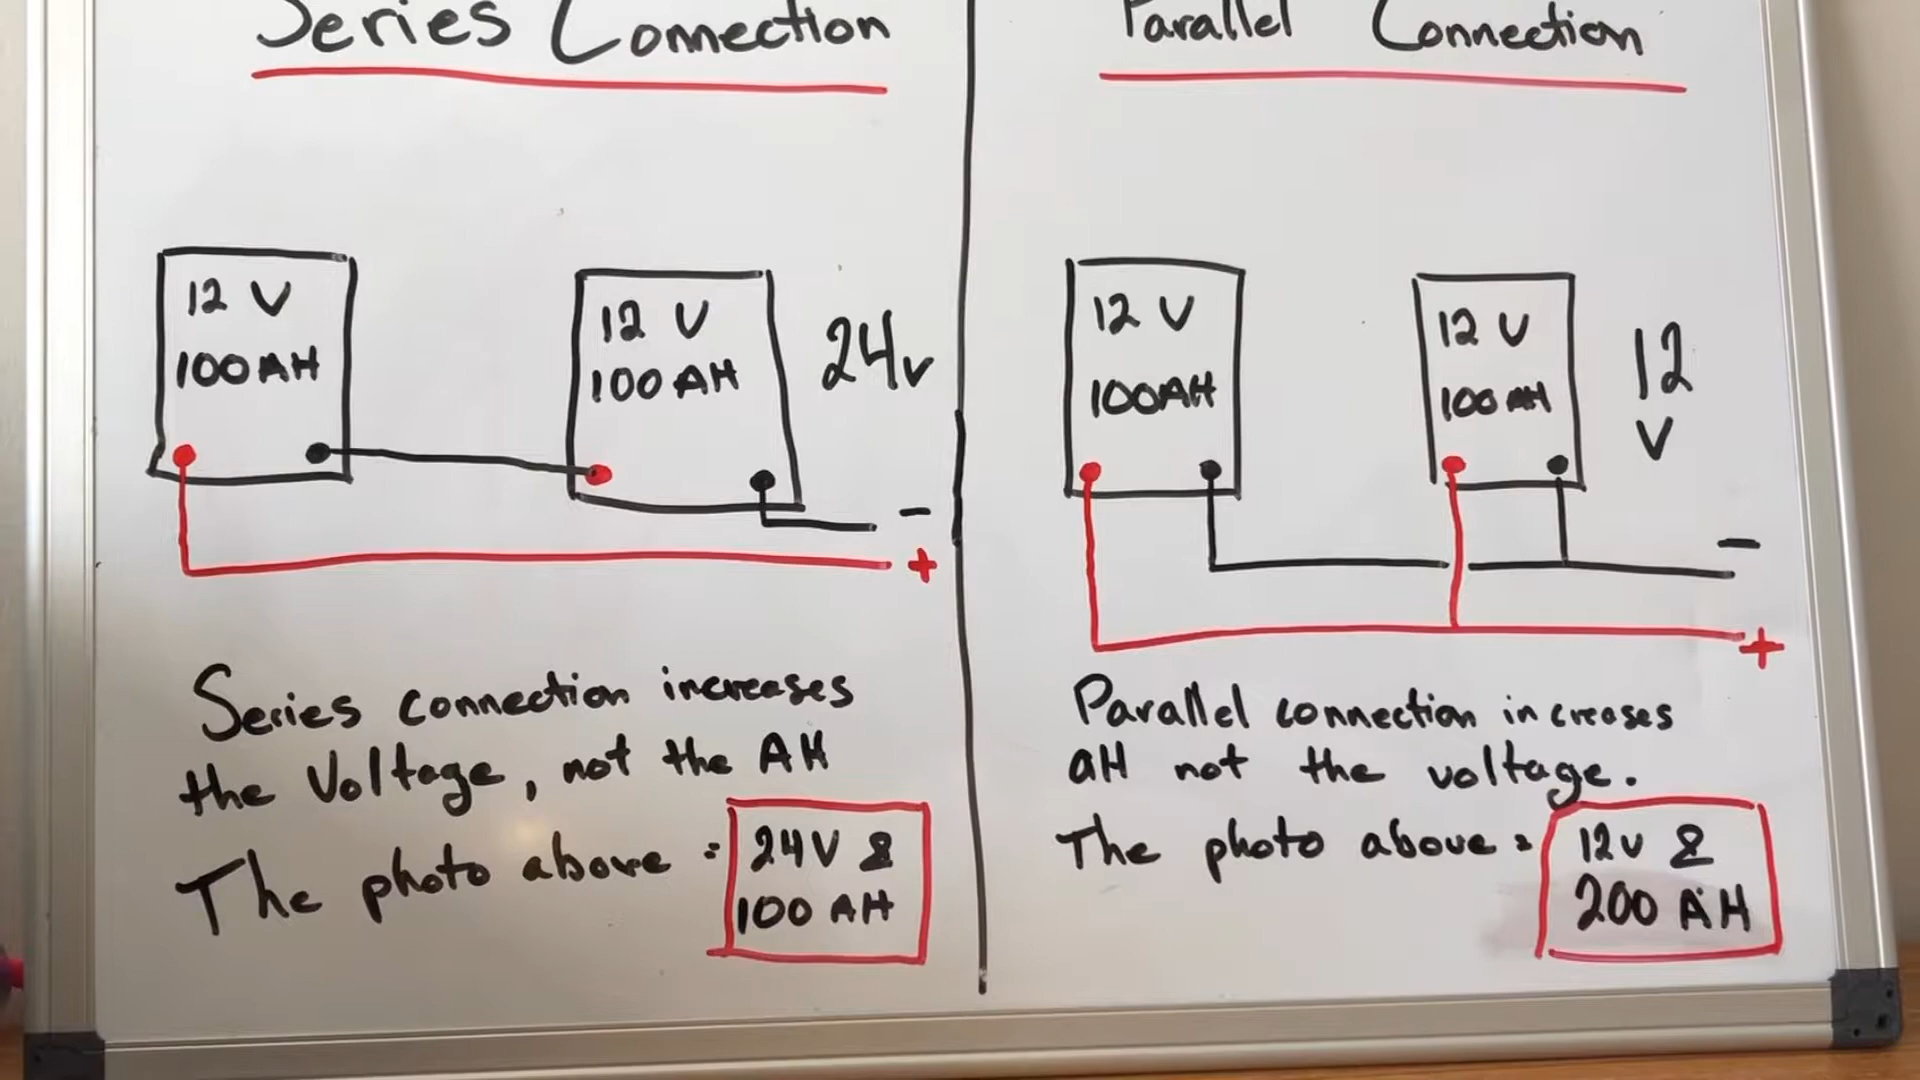 Series Connection
12 V
100 AH
12 V
100 AH
24v
-
+
Series connection increases
the Voltage, not the AH
The photo above =
24V &
100 AH
Parallel Connection
12 V
100AH
12 V
100 AH
12
V
-
+
Parallel connection increases
aH not the voltage.
The photo above =
12v &
200 AH